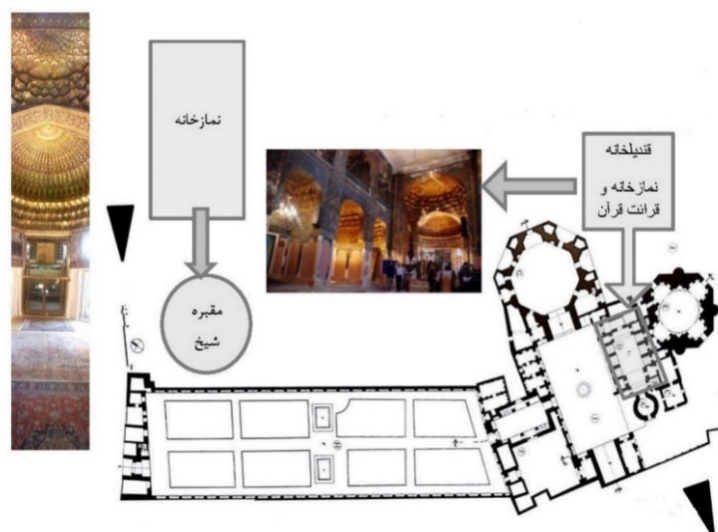 نمازخانه
مقبره
شیخ
قندیلخانه
نمازخانه و
قرائت قرآن